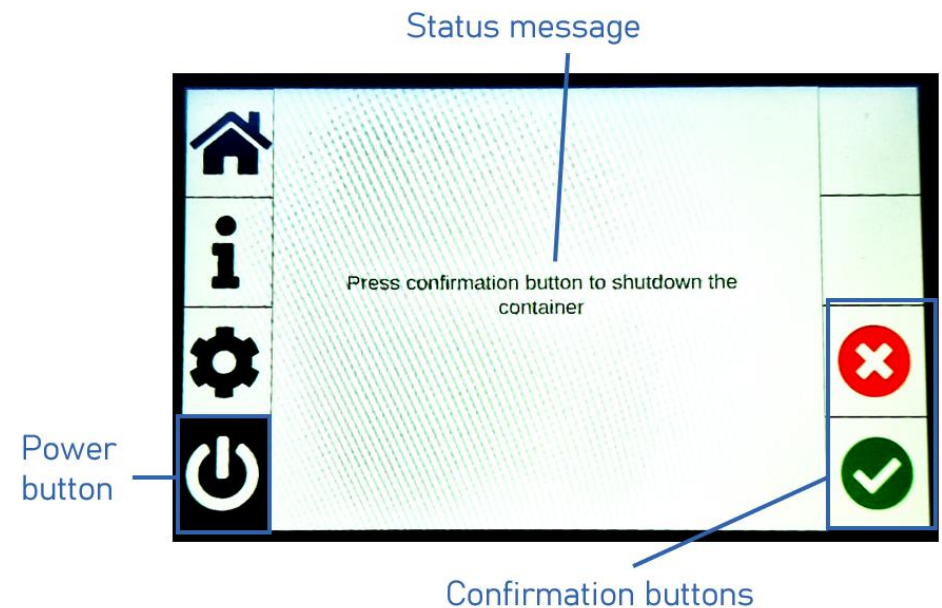 Status message
Press confirmation button to shutdown the
container
Power
button
Confirmation buttons